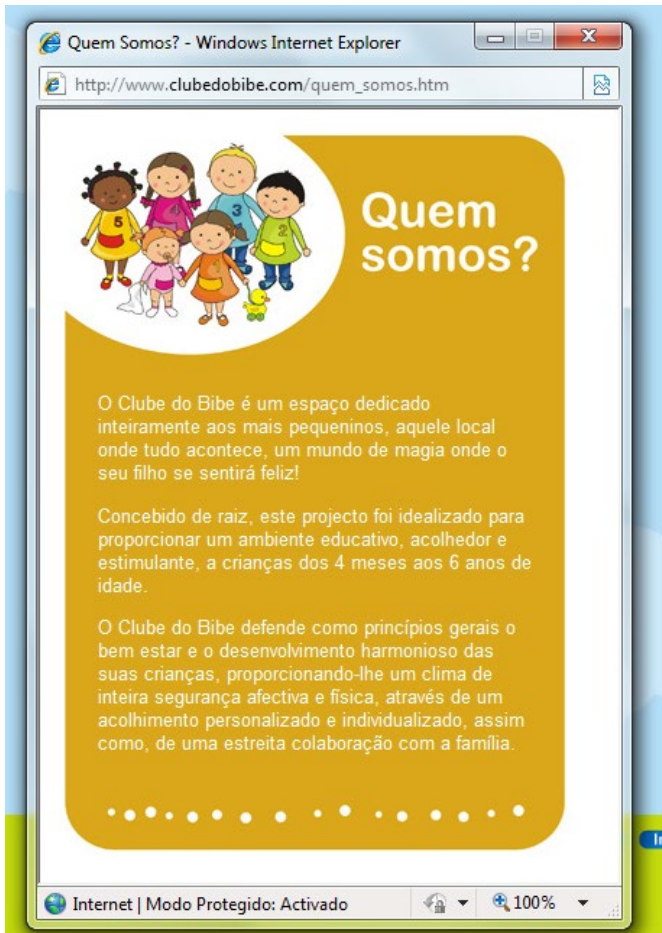 Quem Somos? - Windows Internet Explorer
http://www.clubedobibe.com/quem_somos.htm
5
4
3
2
1
Quem
somos?
O Clube do Bibe é um espaço dedicado
inteiramente aos mais pequeninos, aquele local
onde tudo acontece, um mundo de magia onde o
seu filho se sentirá feliz!
Concebido de raiz, este projecto foi idealizado para
proporcionar um ambiente educativo, acolhedor e
estimulante, a crianças dos 4 meses aos 6 anos de
idade.
O Clube do Bibe defende como princípios gerais o
bem estar e o desenvolvimento harmonioso das
suas crianças, proporcionando-lhe um clima de
inteira segurança afectiva e física, através de um
acolhimento personalizado e individualizado, assim
como, de uma estreita colaboração com a família.
Internet | Modo Protegido: Activado
100%